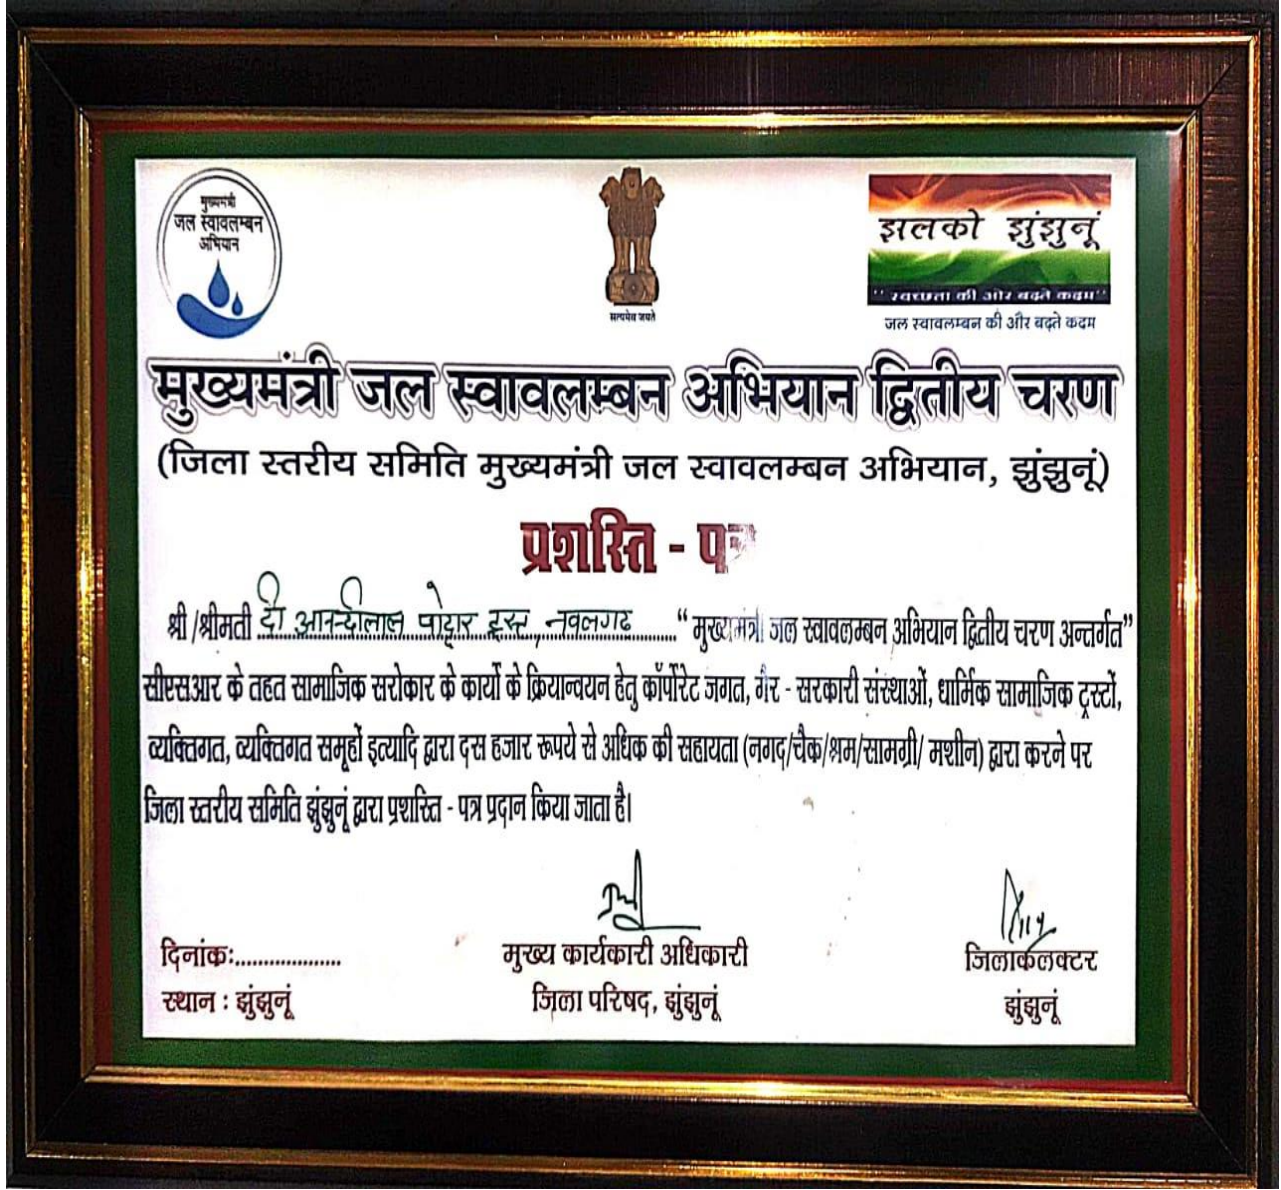 मुख्यमंत्री
जल स्वावलम्बन
अभियान
सत्यमेव जयते
झलको झुंझुनूं
" स्वच्छता की ओर बढ़ते कदम "
जल स्वावलम्बन की और बढ़ते कदम
मुख्यमंत्री जल स्वावलम्बन अभियान द्वितीय चरण
(जिला स्तरीय समिति मुख्यमंत्री जल स्वावलम्बन अभियान, झुंझुनूं)
प्रशस्ति - पत्र
श्री /श्रीमती दी आनन्दीलाल पोद्दार ट्रस्ट, नवलगढ "मुख्यमंत्री जल स्वावलम्बन अभियान द्वितीय चरण अन्तर्गत"
सीएसआर के तहत सामाजिक सरोकार के कार्यो के क्रियान्वयन हेतु कॉर्पोरेट जगत, गैर - सरकारी संस्थाओं, धार्मिक सामाजिक ट्रस्टों,
व्यक्तिगत, व्यक्तिगत समूहों इत्यादि द्वारा दस हजार रूपये से अधिक की सहायता (नगद/चैक/श्रम/सामग्री/ मशीन) द्वारा करने पर
जिला स्तरीय समिति झुंझुनूं द्वारा प्रशस्ति - पत्र प्रदान किया जाता है।
दिनांक:...................
मुख्य कार्यकारी अधिकारी
जिलाकलक्टर
स्थान : झुंझुनूं
जिला परिषद, झुंझुनूं
झुंझुनूं